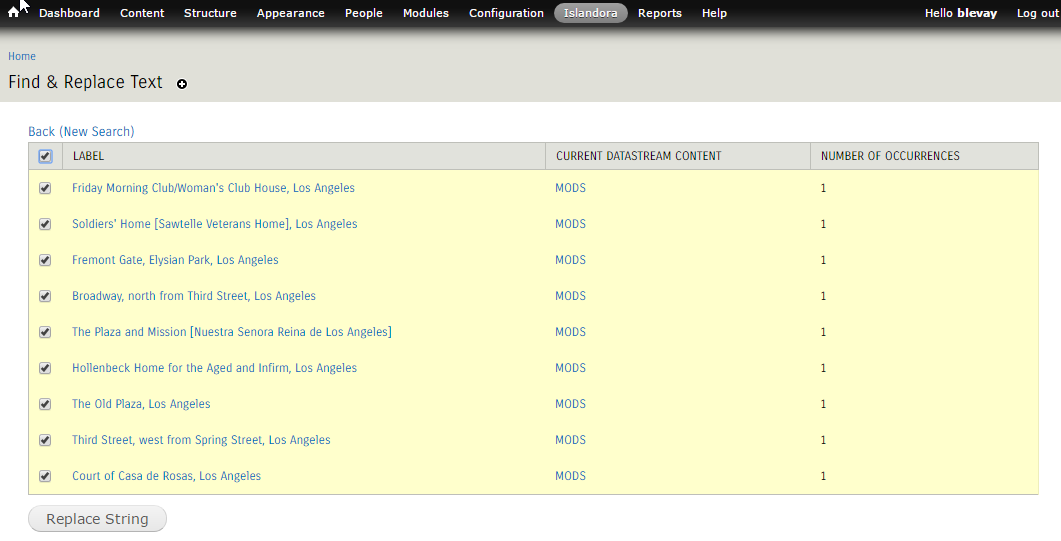 Dashboard Content Structure Appearance People Modules Configuration Islandora Reports Help Hello blevay Log out
Home
Find & Replace Text
Back (New Search)
LABEL CURRENT DATASTREAM CONTENT NUMBER OF OCCURRENCES
Friday Morning Club/Woman's Club House, Los Angeles MODS 1
Soldiers' Home [Sawtelle Veterans Home], Los Angeles MODS 1
Fremont Gate, Elysian Park, Los Angeles MODS 1
Broadway, north from Third Street, Los Angeles MODS 1
The Plaza and Mission [Nuestra Senora Reina de Los Angeles] MODS 1
Hollenbeck Home for the Aged and Infirm, Los Angeles MODS 1
The Old Plaza, Los Angeles MODS 1
Third Street, west from Spring Street, Los Angeles MODS 1
Court of Casa de Rosas, Los Angeles MODS 1
Replace String